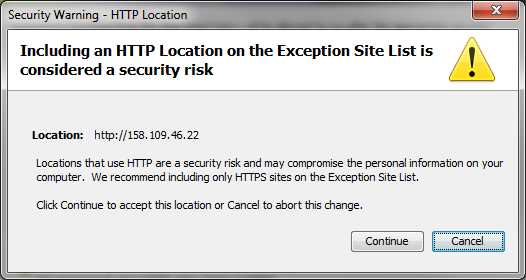 Security Warning - HTTP Location
Including an HTTP Location on the Exception Site List is
considered a security risk
Location: http://158.109.46.22
Locations that use HTTP are a security risk and may compromise the personal information on your
computer. We recommend including only HTTPS sites on the Exception Site List.
Click Continue to accept this location or Cancel to abort this change.
Continue
Cancel